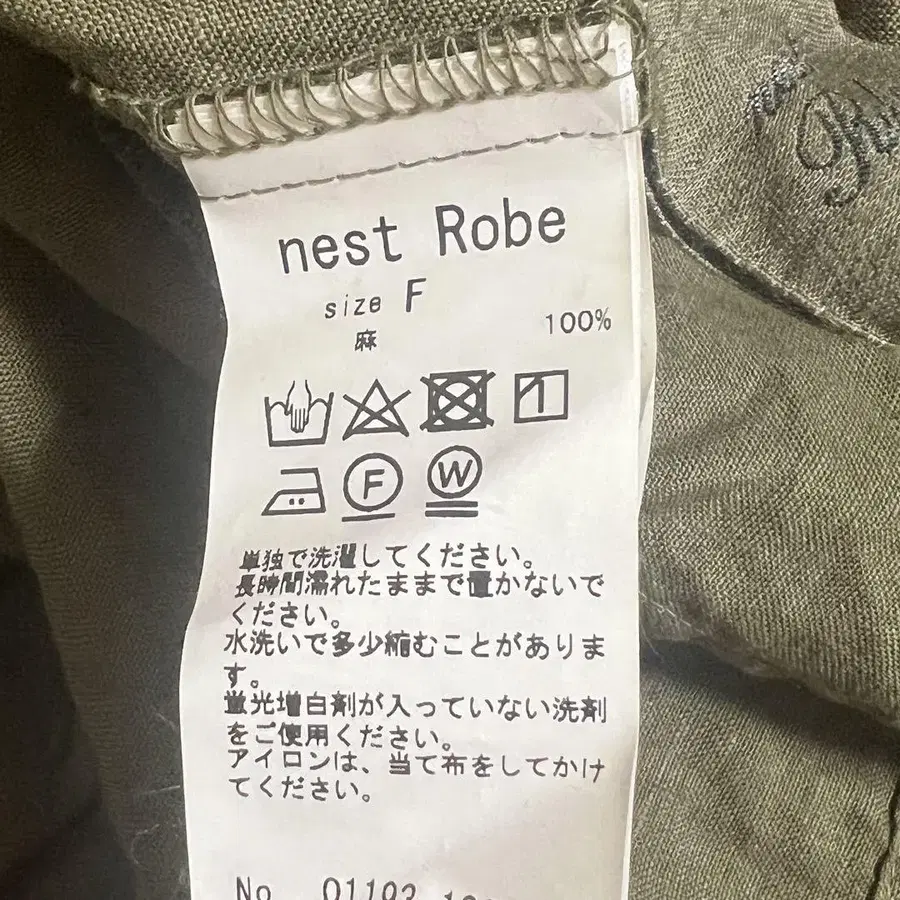 nest Robe
size F
麻 100%
F W
単独で洗濯してください。
長時間濡れたままで置かないで
ください。
水洗いで多少縮むことがありま
す。
蛍光増白剤が入っていない洗剤
をご使用ください。
アイロンは、当て布をしてかけ
てください。
No. 01193